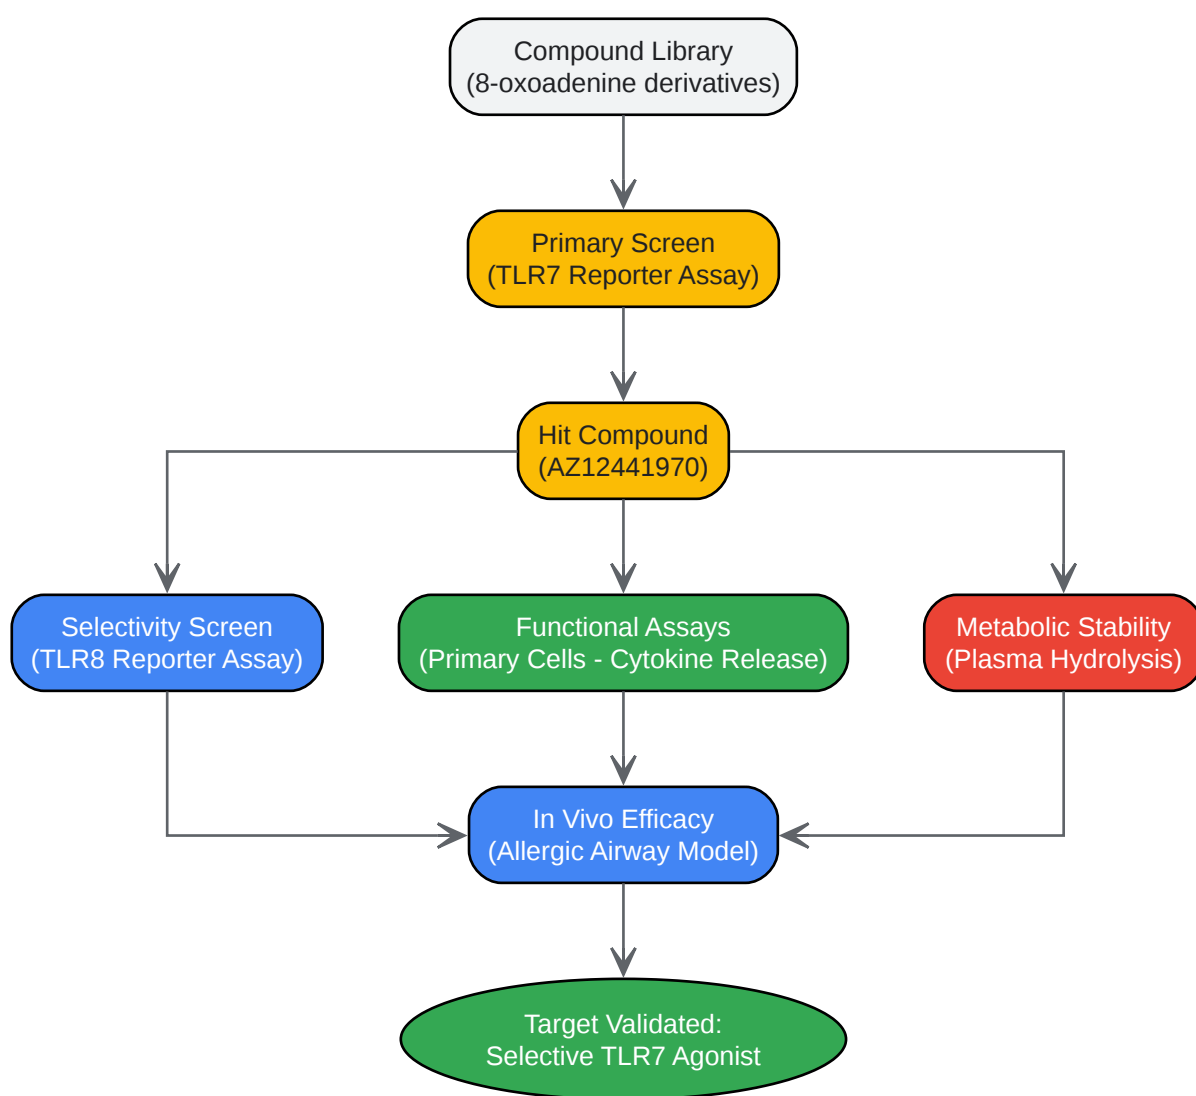 Compound Library
(8-oxoadenine derivatives)
Primary Screen
(TLR7 Reporter Assay)
Hit Compound
(AZ12441970)
Selectivity Screen
(TLR8 Reporter Assay)
Functional Assays
(Primary Cells - Cytokine Release)
Metabolic Stability
(Plasma Hydrolysis)
In Vivo Efficacy
(Allergic Airway Model)
Target Validated:
Selective TLR7 Agonist